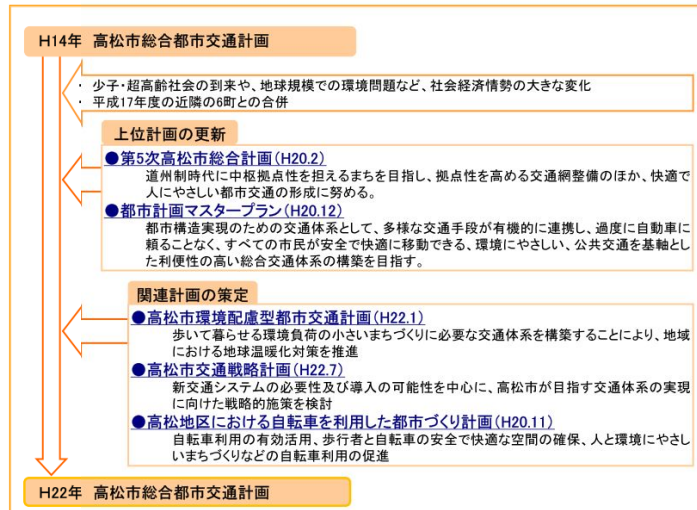 H14年 高松市総合都市交通計画
・ 少子・超高齢社会の到来や、地球規模での環境問題など、社会経済情勢の大きな変化
・ 平成17年度の近隣の6町との合併
上位計画の更新
●第5次高松市総合計画(H20.2)
道州制時代に中枢拠点性を担えるまちを目指し、拠点性を高める交通網整備のほか、快適で
人にやさしい都市交通の形成に努める。
●都市計画マスタープラン(H20.12)
都市構造実現のための交通体系として、多様な交通手段が有機的に連携し、過度に自動車に
頼ることなく、すべての市民が安全で快適に移動できる、環境にやさしい、公共交通を基軸とし
た利便性の高い総合交通体系の構築を目指す。
関連計画の策定
●高松市環境配慮型都市交通計画(H22.1)
歩いて暮らせる環境負荷の小さいまちづくりに必要な交通体系を構築することにより、地域
における地球温暖化対策を推進
●高松市交通戦略計画(H22.7)
新交通システムの必要性及び導入の可能性を中心に、高松市が目指す交通体系の実現
に向けた戦略的施策を検討
●高松地区における自転車を利用した都市づくり計画(H20.11)
自転車利用の有効活用、歩行者と自転車の安全で快適な空間の確保、人と環境にやさし
いまちづくりなどの自転車利用の促進
H22年 高松市総合都市交通計画